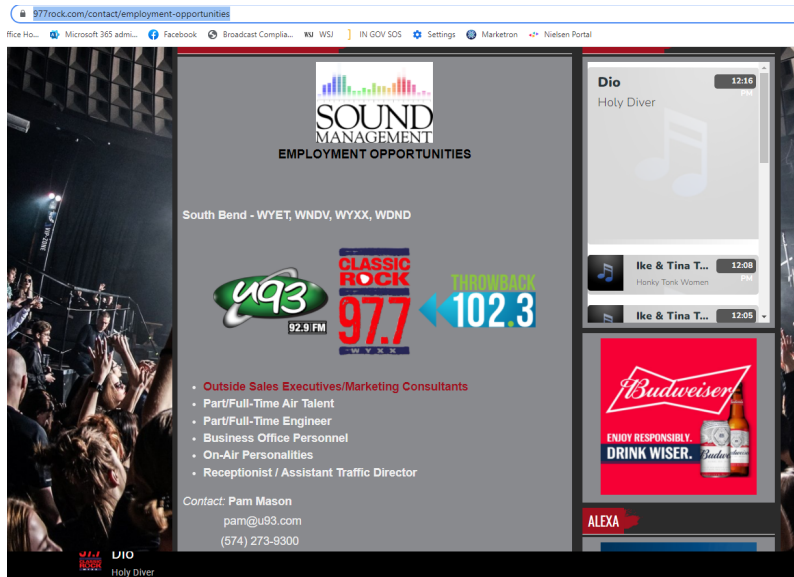 977rock.com/contact/employment-opportunities
ffice Ho... Microsoft 365 admi... Facebook Broadcast Complia... WSJ IN GOV SOS Settings Marketron Nielsen Portal
SOUND
MANAGEMENT
EMPLOYMENT OPPORTUNITIES
South Bend - WYET, WNDV, WYXX, WDND
u93
92.9 FM
CLASSIC
ROCK
97.7
WYXX
THROWBACK
102.3
Outside Sales Executives/Marketing Consultants
Part/Full-Time Air Talent
Part/Full-Time Engineer
Business Office Personnel
On-Air Personalities
Receptionist / Assistant Traffic Director
Contact: Pam Mason
pam@u93.com
(574) 273-9300
Dio 12:16 PM
Holy Diver
Ike & Tina T... 12:08 PM
Honky Tonk Women
Ike & Tina T... 12:05
Budweiser
ENJOY RESPONSIBLY.
DRINK WISER.
ALEXA
Dio
Holy Diver